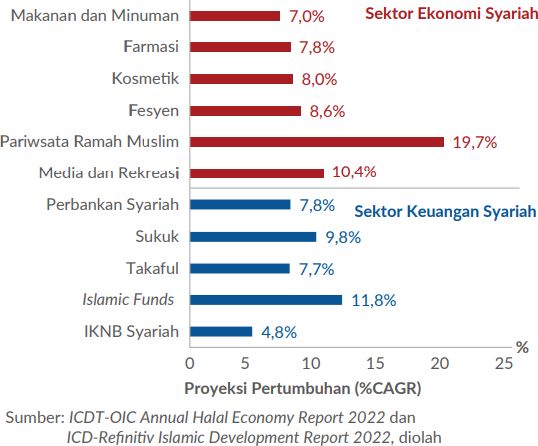 Makanan dan Minuman 7,0% Sektor Ekonomi Syariah
Farmasi 7,8%
Kosmetik 8,0%
Fesyen 8,6%
Pariwsata Ramah Muslim 19,7%
Media dan Rekreasi 10,4%
Perbankan Syariah 7,8% Sektor Keuangan Syariah
Sukuk 9,8%
Takaful 7,7%
Islamic Funds 11,8%
IKNB Syariah 4,8%
%
0 5 10 15 20 25
Proyeksi Pertumbuhan (%CAGR)
Sumber: ICDT-OIC Annual Halal Economy Report 2022 dan
ICD-Refinitiv Islamic Development Report 2022, diolah